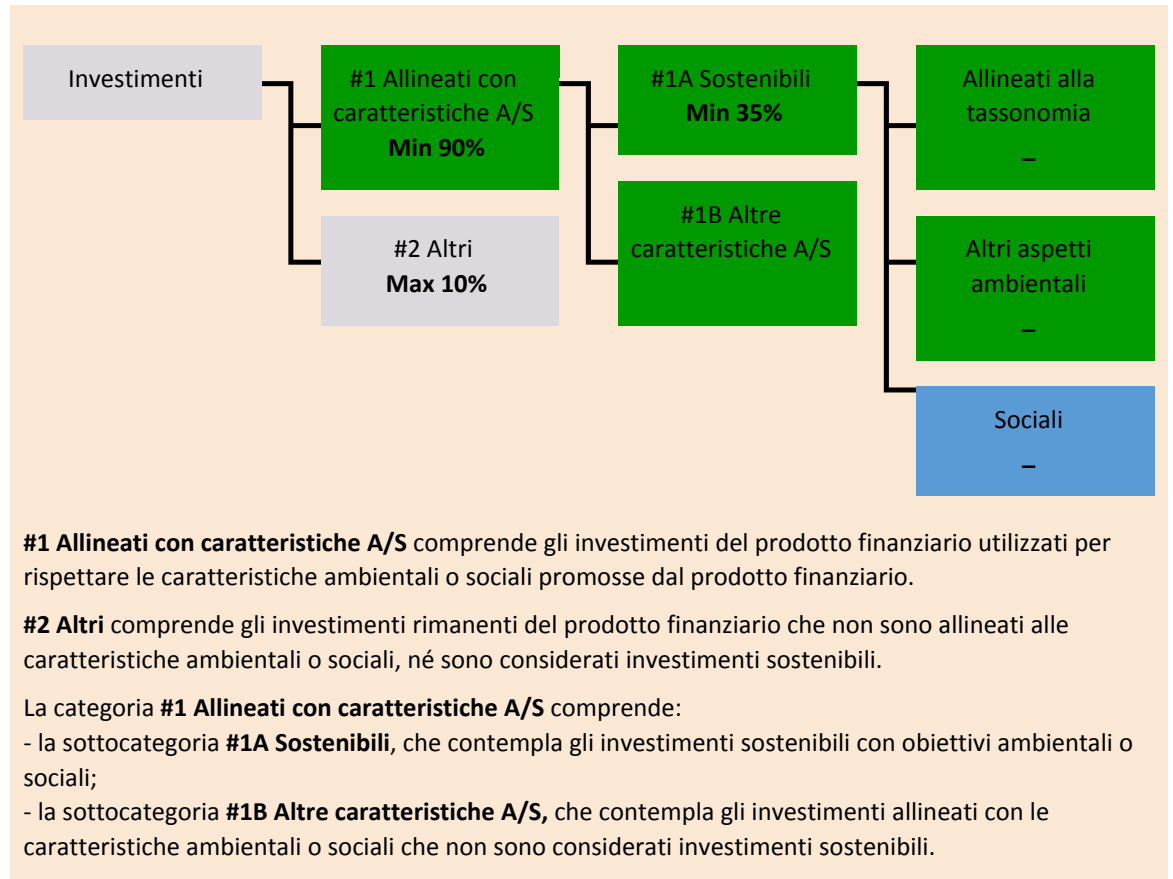 Investimenti
#1 Allineati con
caratteristiche A/S
Min 90%
#2 Altri
Max 10%
#1A Sostenibili
Min 35%
#1B Altre
caratteristiche A/S
Allineati alla
tassonomia
–
Altri aspetti
ambientali
–
Sociali
–
#1 Allineati con caratteristiche A/S comprende gli investimenti del prodotto finanziario utilizzati per
rispettare le caratteristiche ambientali o sociali promosse dal prodotto finanziario.
#2 Altri comprende gli investimenti rimanenti del prodotto finanziario che non sono allineati alle
caratteristiche ambientali o sociali, né sono considerati investimenti sostenibili.
La categoria #1 Allineati con caratteristiche A/S comprende:
- la sottocategoria #1A Sostenibili, che contempla gli investimenti sostenibili con obiettivi ambientali o
sociali;
- la sottocategoria #1B Altre caratteristiche A/S, che contempla gli investimenti allineati con le
caratteristiche ambientali o sociali che non sono considerati investimenti sostenibili.